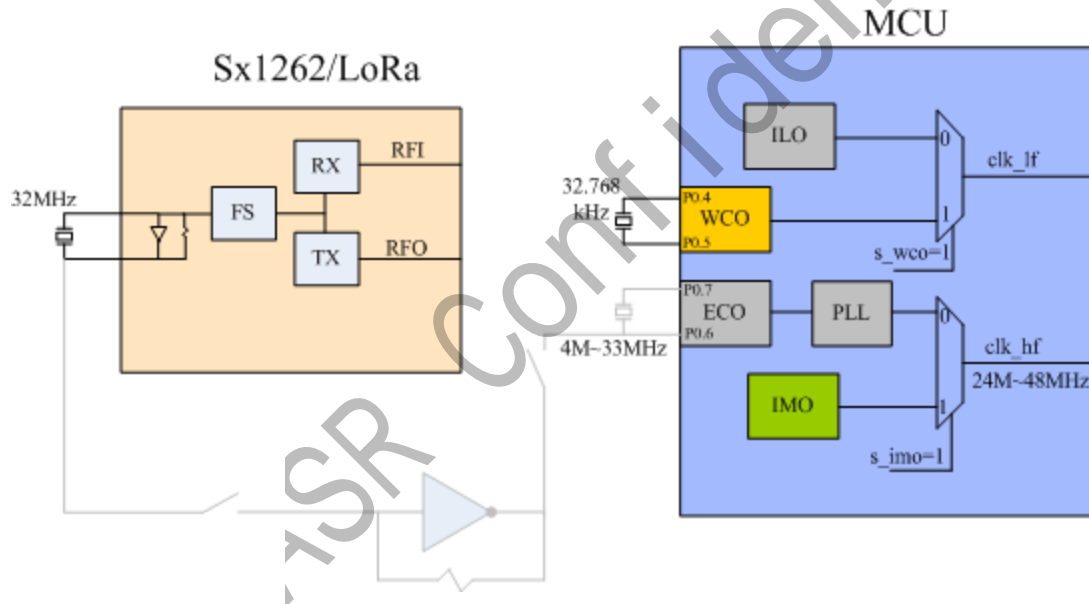 MCU
Sx1262/LoRa
32MHz
FS
RX
RFI
TX
RFO
32.768
kHz
P0.4
WCO
P0.5
ILO
0
1
clk_lf
s_wco=1
P0.7
ECO
P0.6
4M~33MHz
PLL
IMO
0
1
clk_hf
24M~48MHz
s_imo=1
ASR Confiden